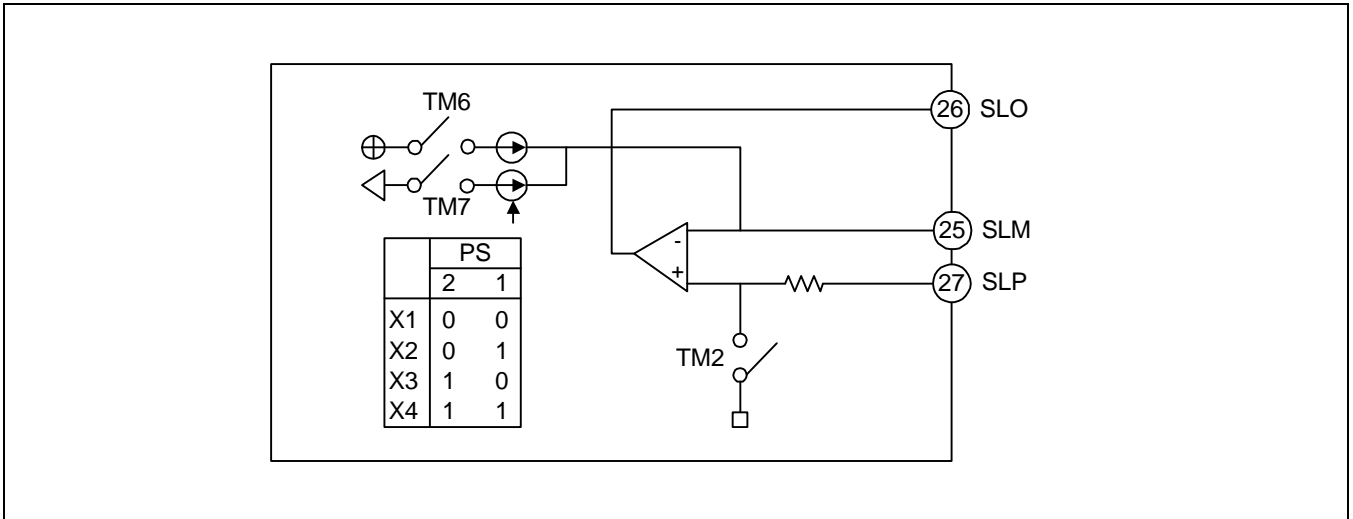 TM6
26 SLO
TM7
PS
2 1
X1 0 0
X2 0 1
X3 1 0
X4 1 1
-
+
25 SLM
27 SLP
TM2